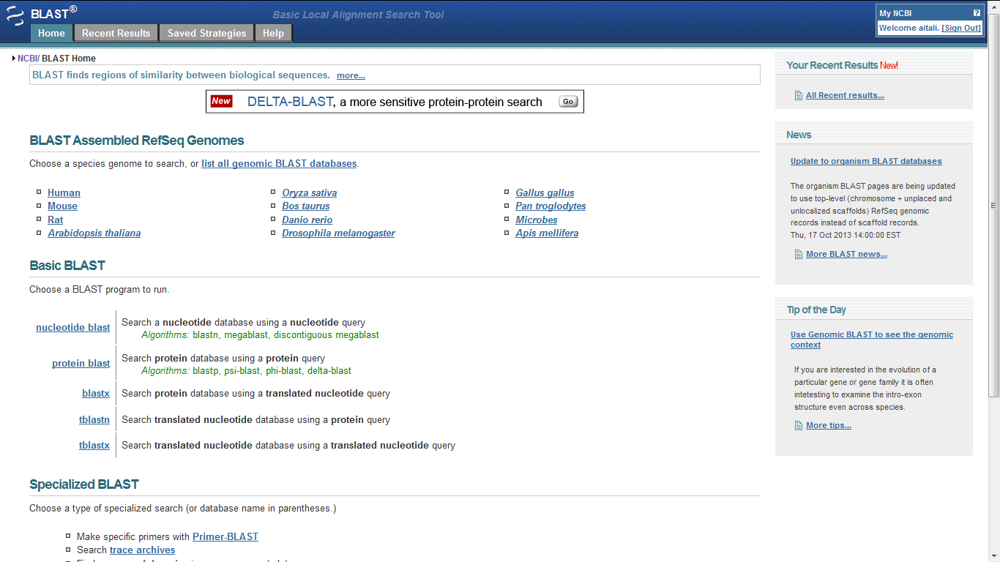 BLAST®
Basic Local Alignment Search Tool
My NCBI ?
Welcome aitali. [Sign Out]
Home Recent Results Saved Strategies Help
NCBI/ BLAST Home
BLAST finds regions of similarity between biological sequences. more...
New DELTA-BLAST, a more sensitive protein-protein search Go
BLAST Assembled RefSeq Genomes
Choose a species genome to search, or list all genomic BLAST databases.
Human
Mouse
Rat
Arabidopsis thaliana
Oryza sativa
Bos taurus
Danio rerio
Drosophila melanogaster
Gallus gallus
Pan troglodytes
Microbes
Apis mellifera
Basic BLAST
Choose a BLAST program to run.
nucleotide blast
Search a nucleotide database using a nucleotide query
Algorithms: blastn, megablast, discontiguous megablast
protein blast
Search protein database using a protein query
Algorithms: blastp, psi-blast, phi-blast, delta-blast
blastx Search protein database using a translated nucleotide query
tblastn Search translated nucleotide database using a protein query
tblastx Search translated nucleotide database using a translated nucleotide query
Specialized BLAST
Choose a type of specialized search (or database name in parentheses.)
Make specific primers with Primer-BLAST
Search trace archives
Your Recent Results New!
All Recent results...
News
Update to organism BLAST databases
The organism BLAST pages are being updated
to use top-level (chromosome + unplaced and
unlocalized scaffolds) RefSeq genomic
records instead of scaffold records.
Thu, 17 Oct 2013 14:00:00 EST
More BLAST news...
Tip of the Day
Use Genomic BLAST to see the genomic
context
If you are interested in the evolution of a
particular gene or gene family it is often
intetesting to examine the intro-exon
structure even across species.
More tips...